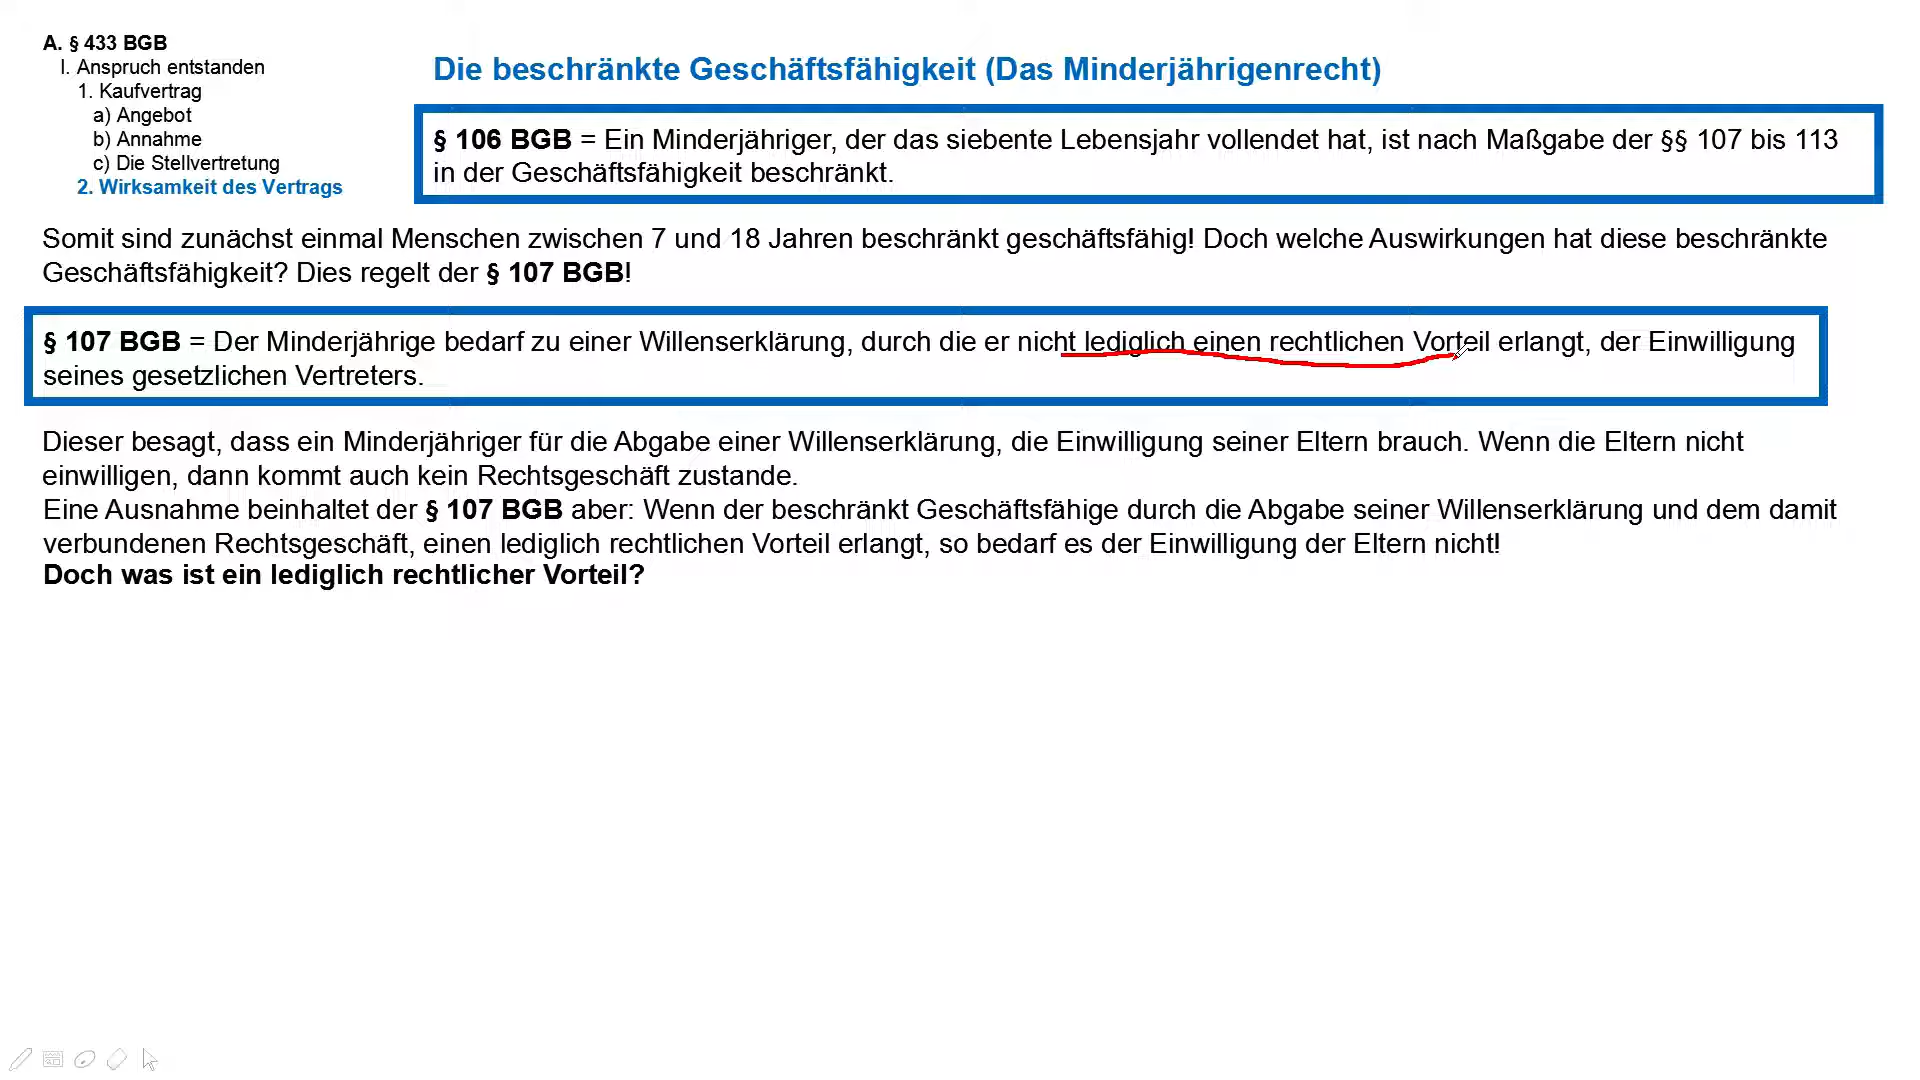 A. § 433 BGB
I. Anspruch entstanden
1. Kaufvertrag
a) Angebot
b) Annahme
c) Die Stellvertretung
2. Wirksamkeit des Vertrags
Die beschränkte Geschäftsfähigkeit (Das Minderjährigenrecht)
§ 106 BGB = Ein Minderjähriger, der das siebente Lebensjahr vollendet hat, ist nach Maßgabe der §§ 107 bis 113
in der Geschäftsfähigkeit beschränkt.
Somit sind zunächst einmal Menschen zwischen 7 und 18 Jahren beschränkt geschäftsfähig! Doch welche Auswirkungen hat diese beschränkte
Geschäftsfähigkeit? Dies regelt der § 107 BGB!
§ 107 BGB = Der Minderjährige bedarf zu einer Willenserklärung, durch die er nicht lediglich einen rechtlichen Vorteil erlangt, der Einwilligung
seines gesetzlichen Vertreters.
Dieser besagt, dass ein Minderjähriger für die Abgabe einer Willenserklärung, die Einwilligung seiner Eltern brauch. Wenn die Eltern nicht
einwilligen, dann kommt auch kein Rechtsgeschäft zustande.
Eine Ausnahme beinhaltet der § 107 BGB aber: Wenn der beschränkt Geschäftsfähige durch die Abgabe seiner Willenserklärung und dem damit
verbundenen Rechtsgeschäft, einen lediglich rechtlichen Vorteil erlangt, so bedarf es der Einwilligung der Eltern nicht!
Doch was ist ein lediglich rechtlicher Vorteil?